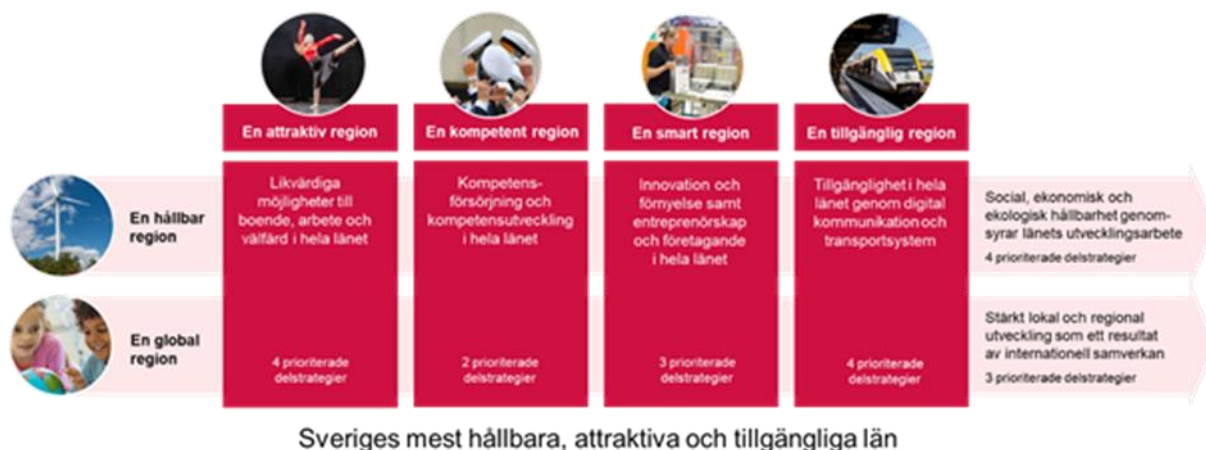 En attraktiv region
En kompetent region
En smart region
En tillgänglig region
En hållbar
region
Likvärdiga
möjligheter till
boende, arbete och
välfärd i hela länet
Kompetens-
försörjning och
kompetensutveckling
i hela länet
Innovation och
förnyelse samt
entreprenörskap
och företagande
i hela länet
Tillgänglighet i hela
länet genom digital
kommunikation och
transportsystem
Social, ekonomisk och
ekologisk hållbarhet genom-
syrar länets utvecklingsarbete
4 prioriterade delstrategier
En global
region
4 prioriterade
delstrategier
2 prioriterade
delstrategier
3 prioriterade
delstrategier
4 prioriterade
delstrategier
Stärkt lokal och regional
utveckling som ett resultat
av internationell samverkan
3 prioriterade delstrategier
Sveriges mest hållbara, attraktiva och tillgängliga län